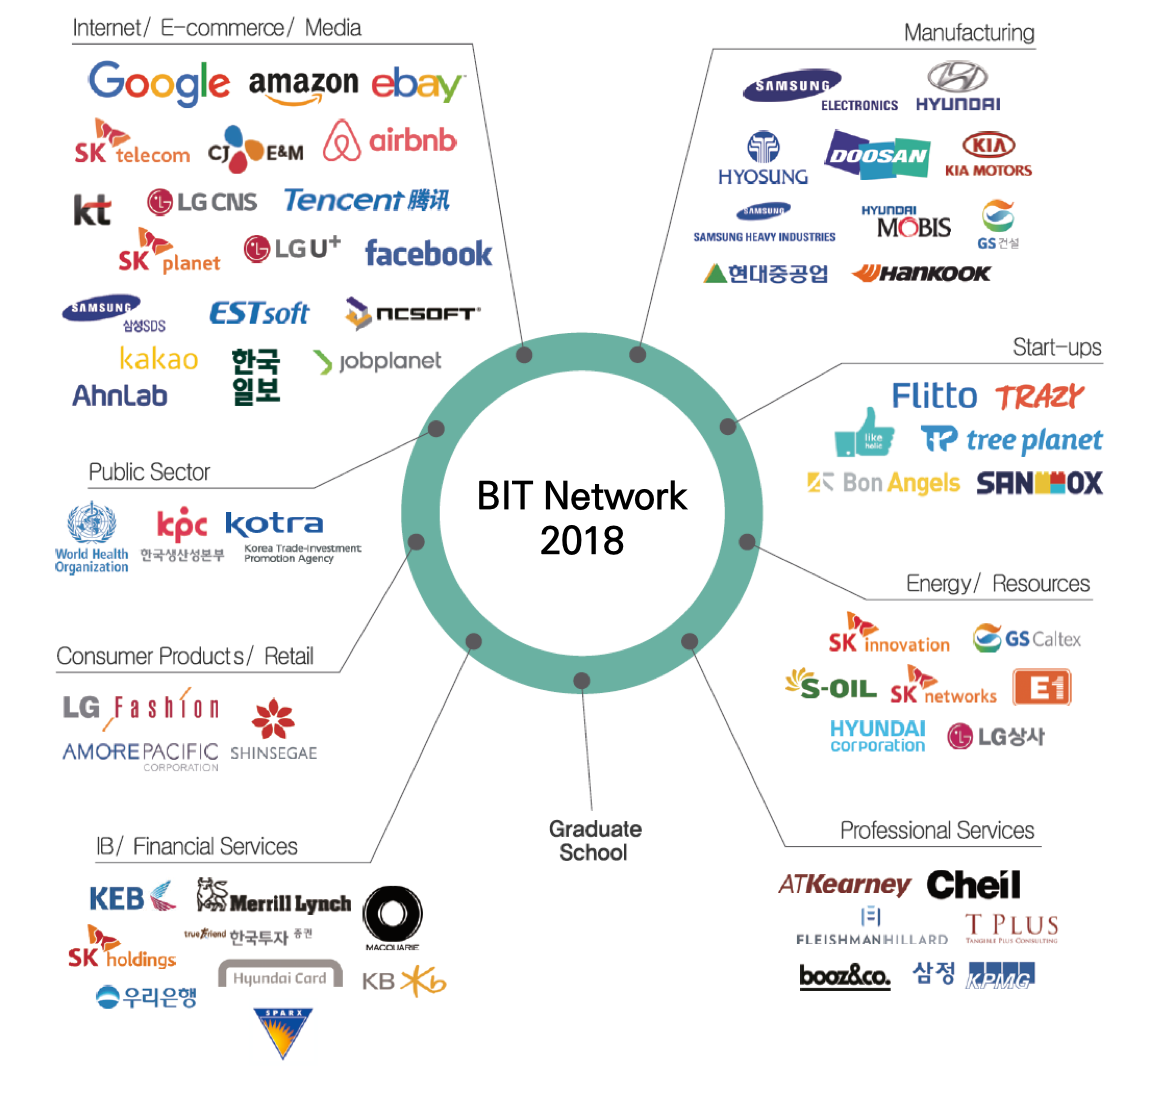 Internet/ E-commerce/ Media
Google amazon ebay
SK telecom CJ E&M airbnb
kt LG CNS Tencent 腾讯
SK planet LG U+ facebook
SAMSUNG 삼성SDS ESTsoft NCSOFT
kakao 한국일보 jobplanet
AhnLab
Manufacturing
SAMSUNG ELECTRONICS HYUNDAI
HYOSUNG DOOSAN KIA KIA MOTORS
SAMSUNG SAMSUNG HEAVY INDUSTRIES HYUNDAI MOBIS GS건설
현대중공업 HANKOOK
Start-ups
Flitto TRAZY
like holic tree planet
Bon Angels SANBOX
Public Sector
World Health Organization
kpc 한국생산성본부
kotra
Korea Trade-Investment
Promotion Agency
BIT Network
2018
Energy/ Resources
SK innovation GS Caltex
S-OIL SK networks E1
HYUNDAI corporation LG상사
Consumer Products/ Retail
LG Fashion
AMOREPACIFIC CORPORATION SHINSEGAE
Graduate
School
IB/ Financial Services
KEB Merrill Lynch MACQUARIE
SK holdings true friend 한국투자 증권
Hyundai Card KB
우리은행
SPARX
Professional Services
ATKearney Cheil
FLEISHMANHILLARD T PLUS
TANGIBLE PLUS CONSULTING
booz&co. 삼정 KPMG